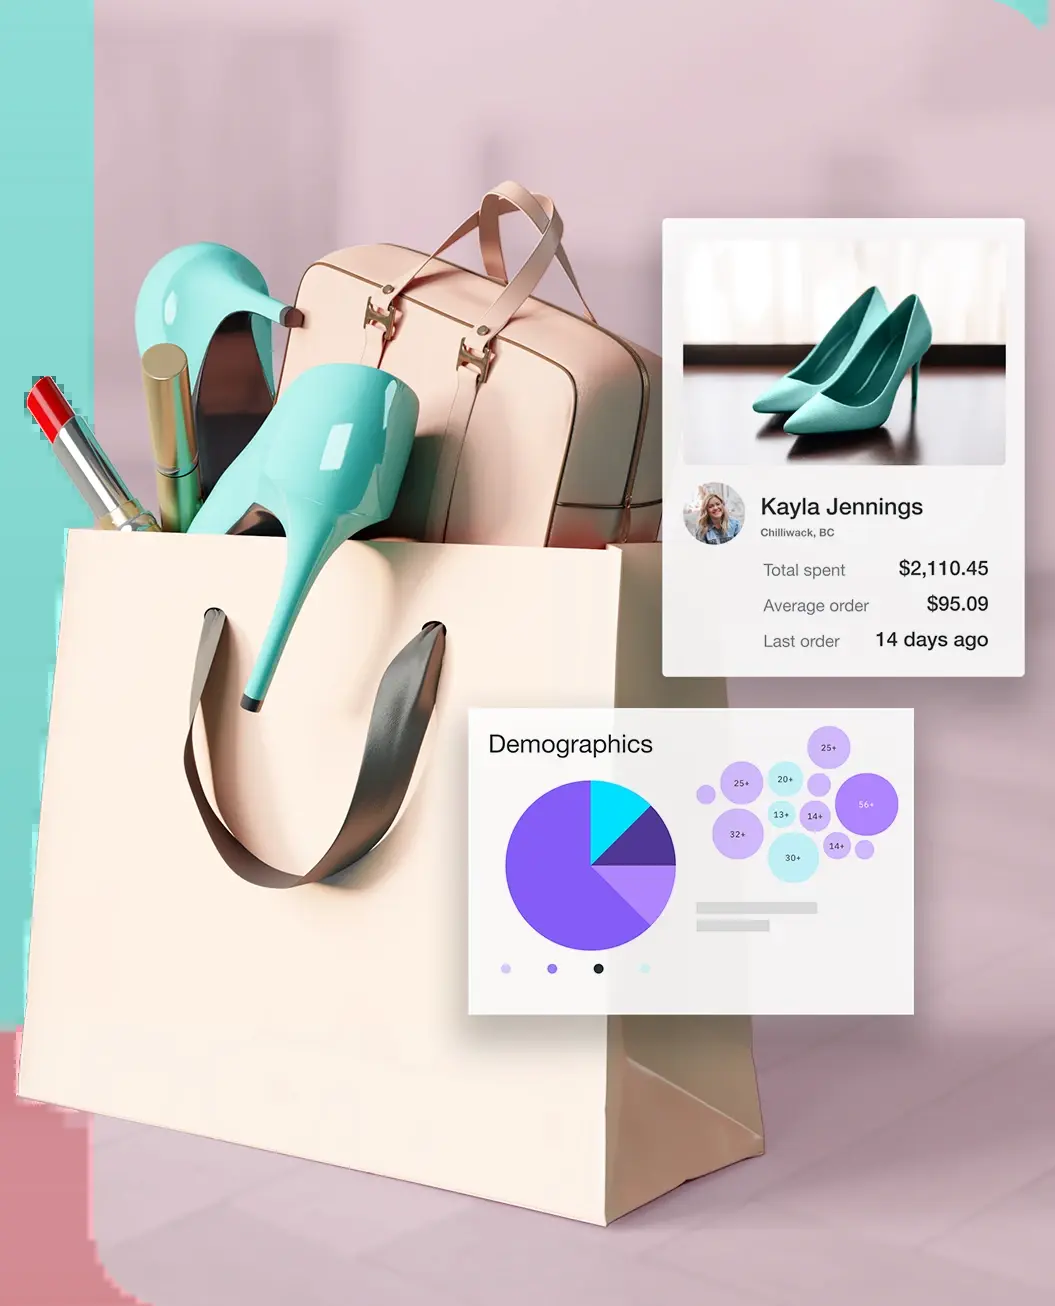 Kayla Jennings
Chilliwack, BC
Total spent $2,110.45
Average order $95.09
Last order 14 days ago
Demographics
25+
25+
20+
56+
13+
14+
32+
14+
30+